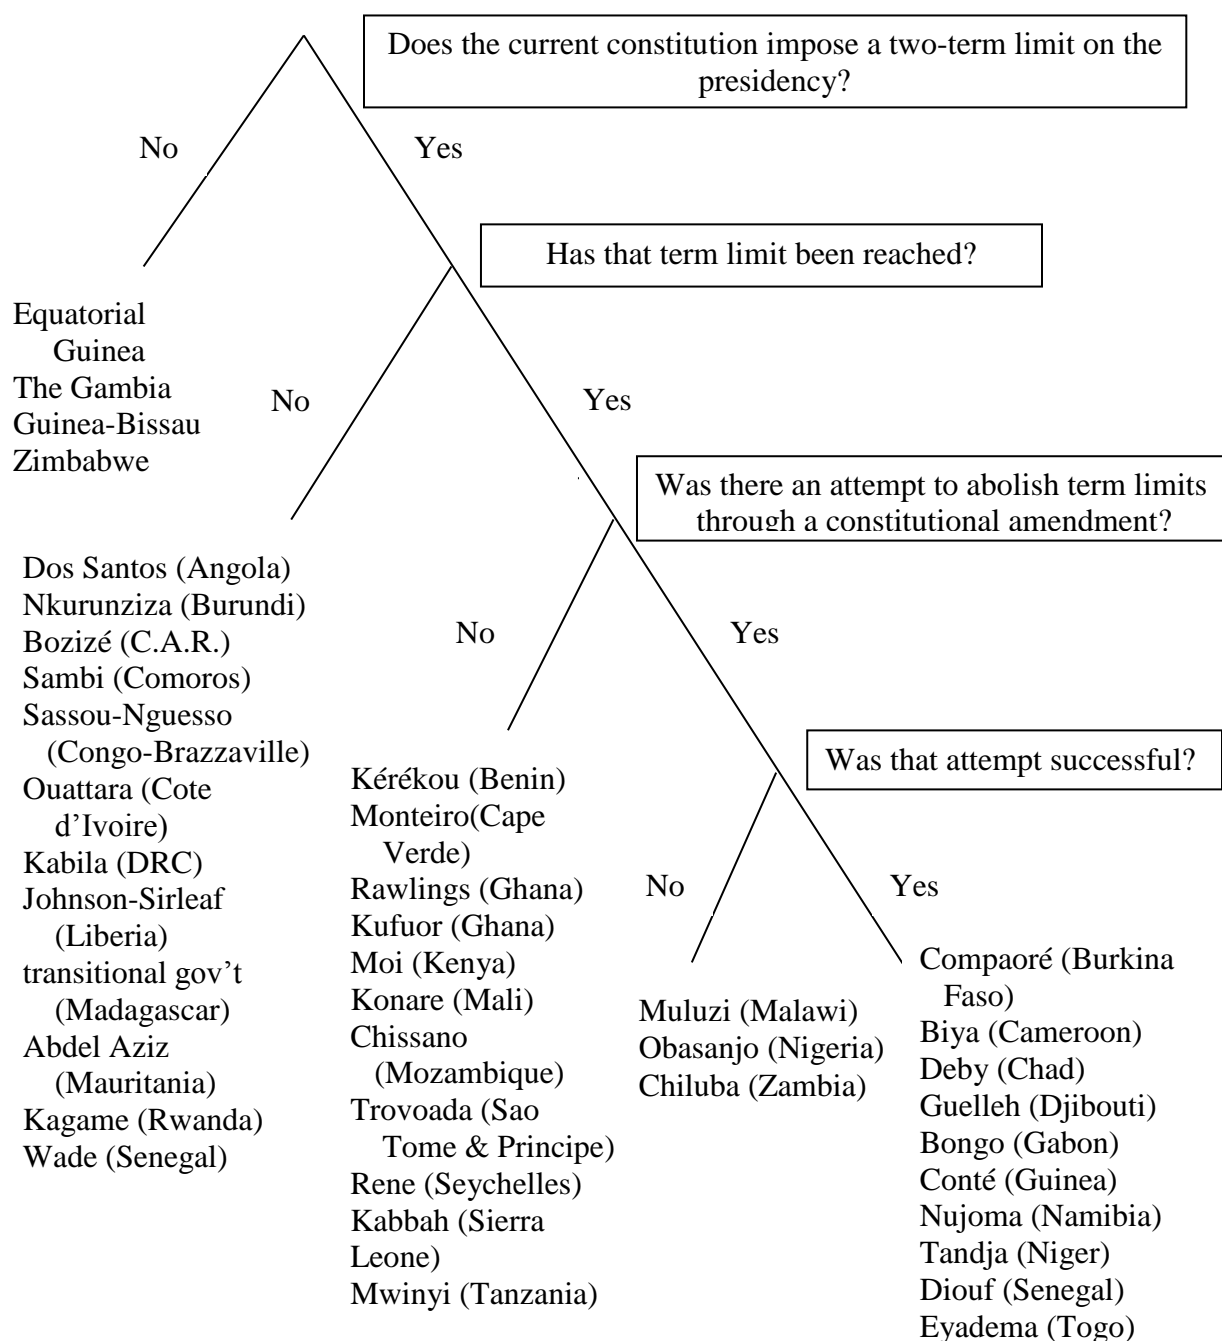 Does the current constitution impose a two-term limit on the
presidency?
No
Yes
Has that term limit been reached?
Equatorial
Guinea
The Gambia
Guinea-Bissau
Zimbabwe
No
Yes
Was there an attempt to abolish term limits
through a constitutional amendment?
Dos Santos (Angola)
Nkurunziza (Burundi)
Bozizé (C.A.R.)
Sambi (Comoros)
Sassou-Nguesso
(Congo-Brazzaville)
Ouattara (Cote
d’Ivoire)
Kabila (DRC)
Johnson-Sirleaf
(Liberia)
transitional gov’t
(Madagascar)
Abdel Aziz
(Mauritania)
Kagame (Rwanda)
Wade (Senegal)
No
Yes
Was that attempt successful?
Kérékou (Benin)
Monteiro(Cape
Verde)
Rawlings (Ghana)
Kufuor (Ghana)
Moi (Kenya)
Konare (Mali)
Chissano
(Mozambique)
Trovoada (Sao
Tome & Principe)
Rene (Seychelles)
Kabbah (Sierra
Leone)
Mwinyi (Tanzania)
No
Yes
Muluzi (Malawi)
Obasanjo (Nigeria)
Chiluba (Zambia)
Compaoré (Burkina
Faso)
Biya (Cameroon)
Deby (Chad)
Guelleh (Djibouti)
Bongo (Gabon)
Conté (Guinea)
Nujoma (Namibia)
Tandja (Niger)
Diouf (Senegal)
Eyadema (Togo)